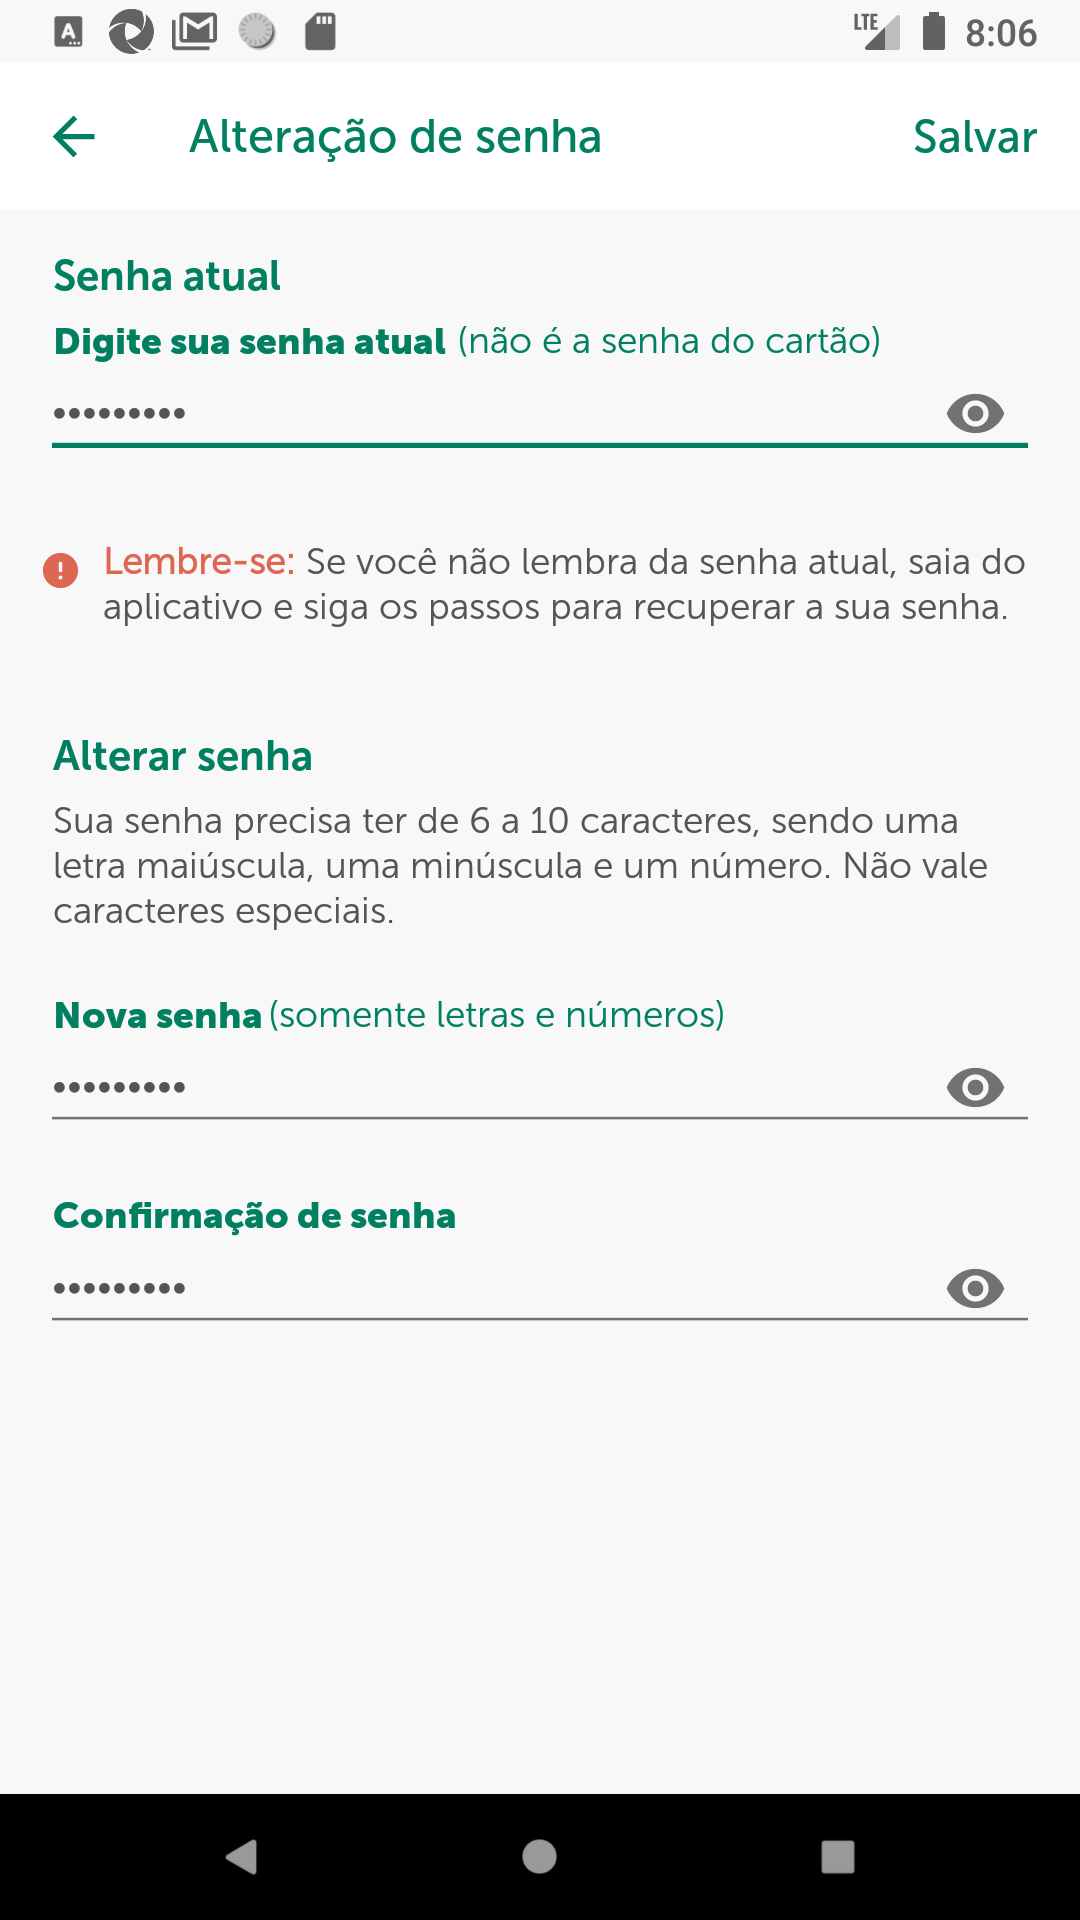 LTE 8:06
Alteração de senha Salvar
Senha atual
Digite sua senha atual (não é a senha do cartão)
•••••••••
Lembre-se: Se você não lembra da senha atual, saia do
aplicativo e siga os passos para recuperar a sua senha.
Alterar senha
Sua senha precisa ter de 6 a 10 caracteres, sendo uma
letra maiúscula, uma minúscula e um número. Não vale
caracteres especiais.
Nova senha (somente letras e números)
•••••••••
Confirmação de senha
•••••••••